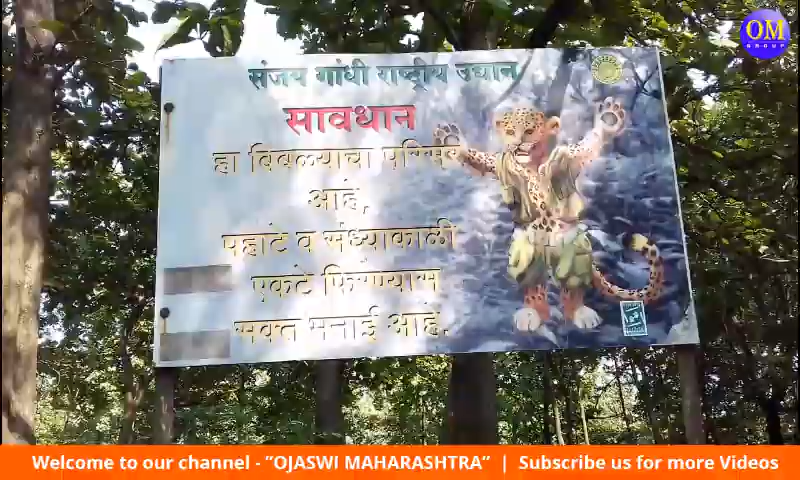 OM
GROUP
संजय गांधी राष्ट्रीय उद्यान
सावधान
हा बिबळ्याचा परिसर
आहे,
पहाटे व संध्याकाळी
एकटे फिरण्यास
सक्त मनाई आहे.
Welcome to our channel - ”OJASWI MAHARASHTRA” | Subscribe us for more Videos